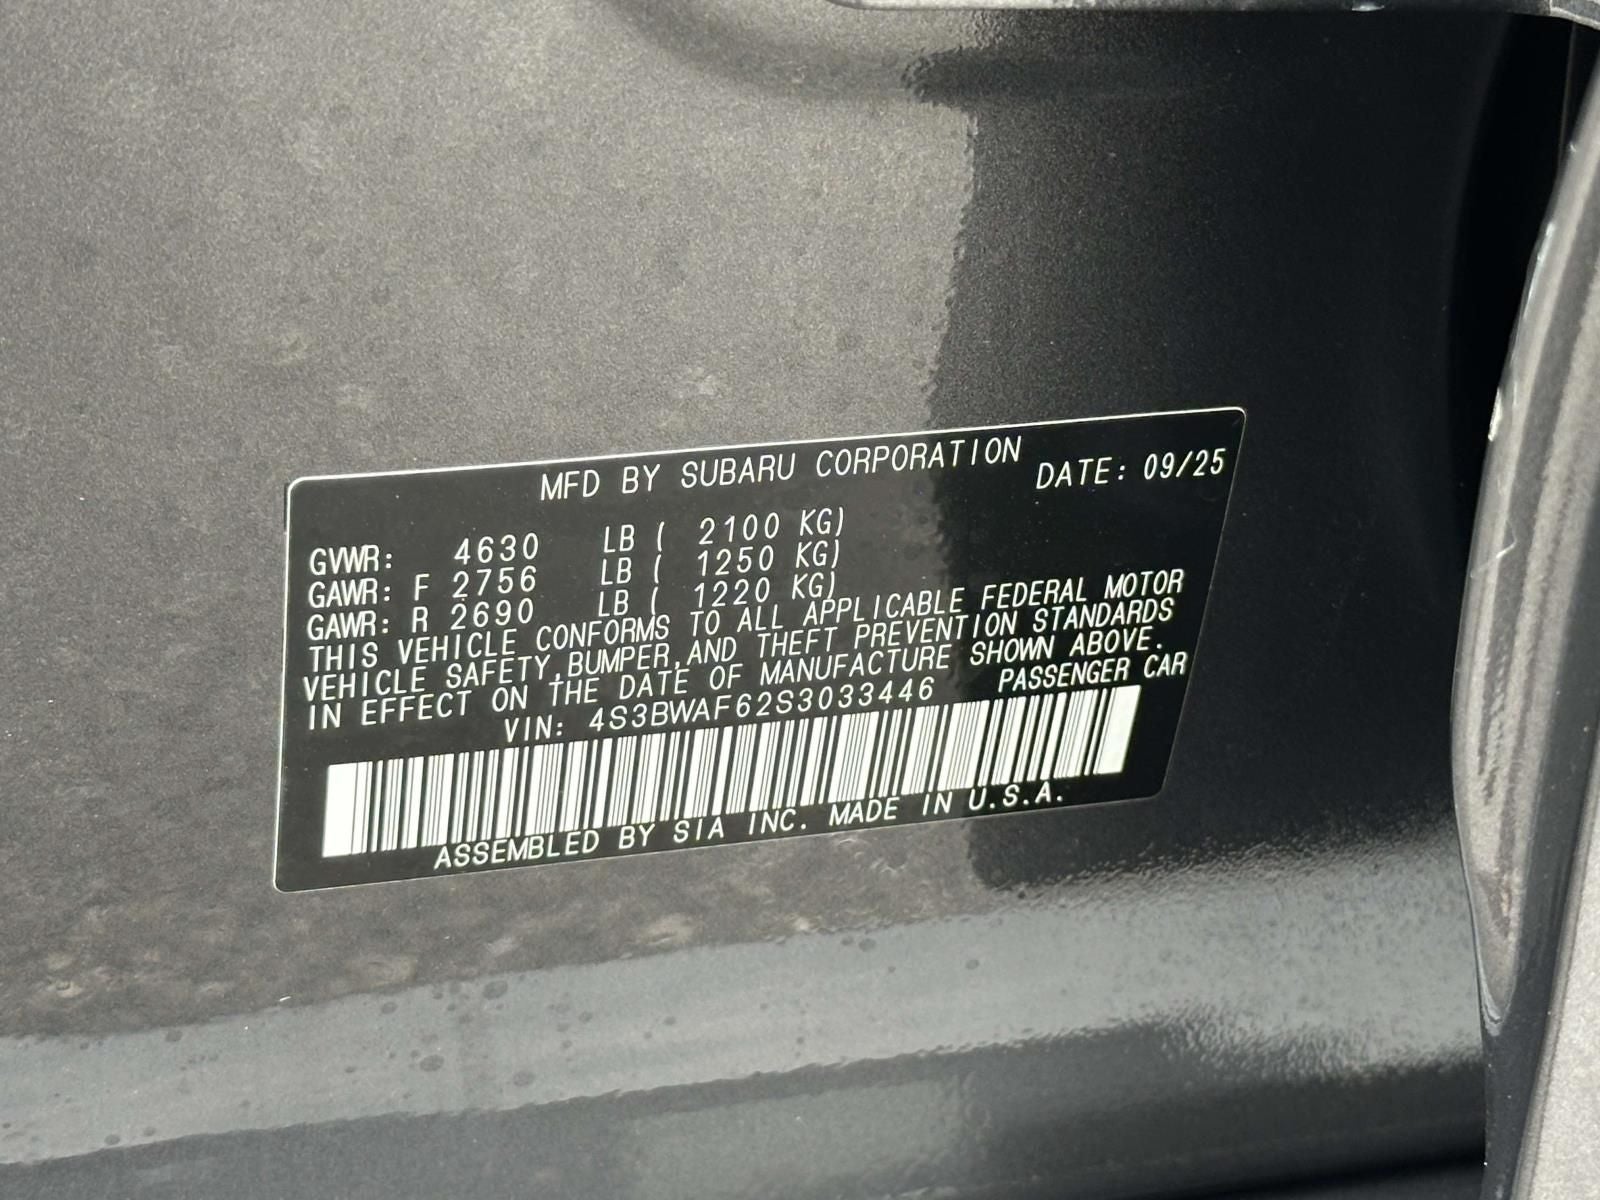 MFD BY SUBARU CORPORATION DATE: 09/25
GVWR: 4630 LB ( 2100 KG)
GAWR: F 2756 LB ( 1250 KG)
GAWR: R 2690 LB ( 1220 KG)
THIS VEHICLE CONFORMS TO ALL APPLICABLE FEDERAL MOTOR
VEHICLE SAFETY,BUMPER,AND THEFT PREVENTION STANDARDS
IN EFFECT ON THE DATE OF MANUFACTURE SHOWN ABOVE.
VIN: 4S3BWAF62S3033446 PASSENGER CAR
ASSEMBLED BY SIA INC. MADE IN U.S.A.